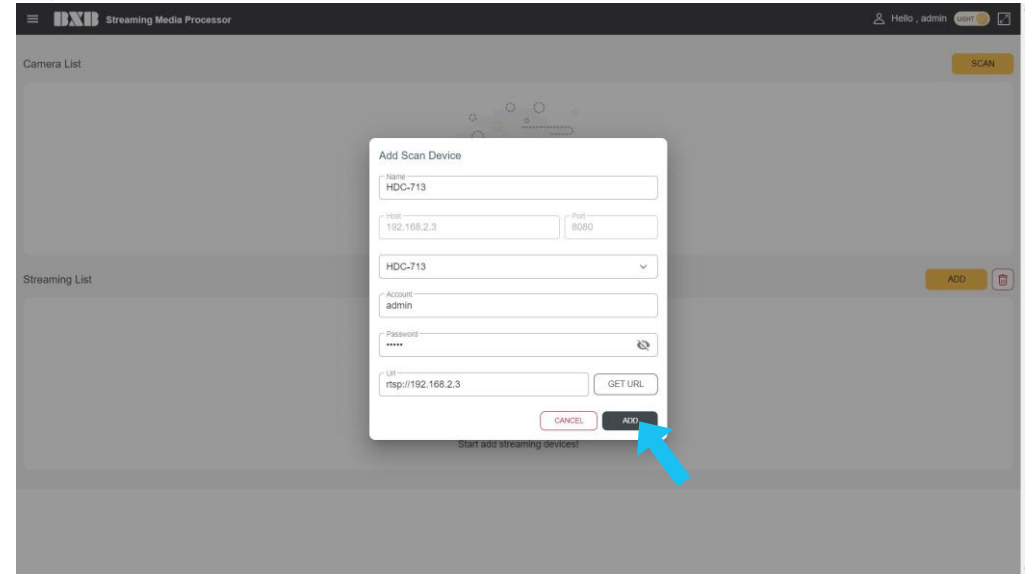 BXB Streaming Media Processor
Hello , admin LIGHT
Camera List
SCAN
Add Scan Device
Name
HDC-713
Host
192.168.2.3
Port
8080
HDC-713
Streaming List
ADD
Account
admin
Password
•••••
Url
rtsp://192.168.2.3
GET URL
CANCEL
ADD
Start add streaming devices!